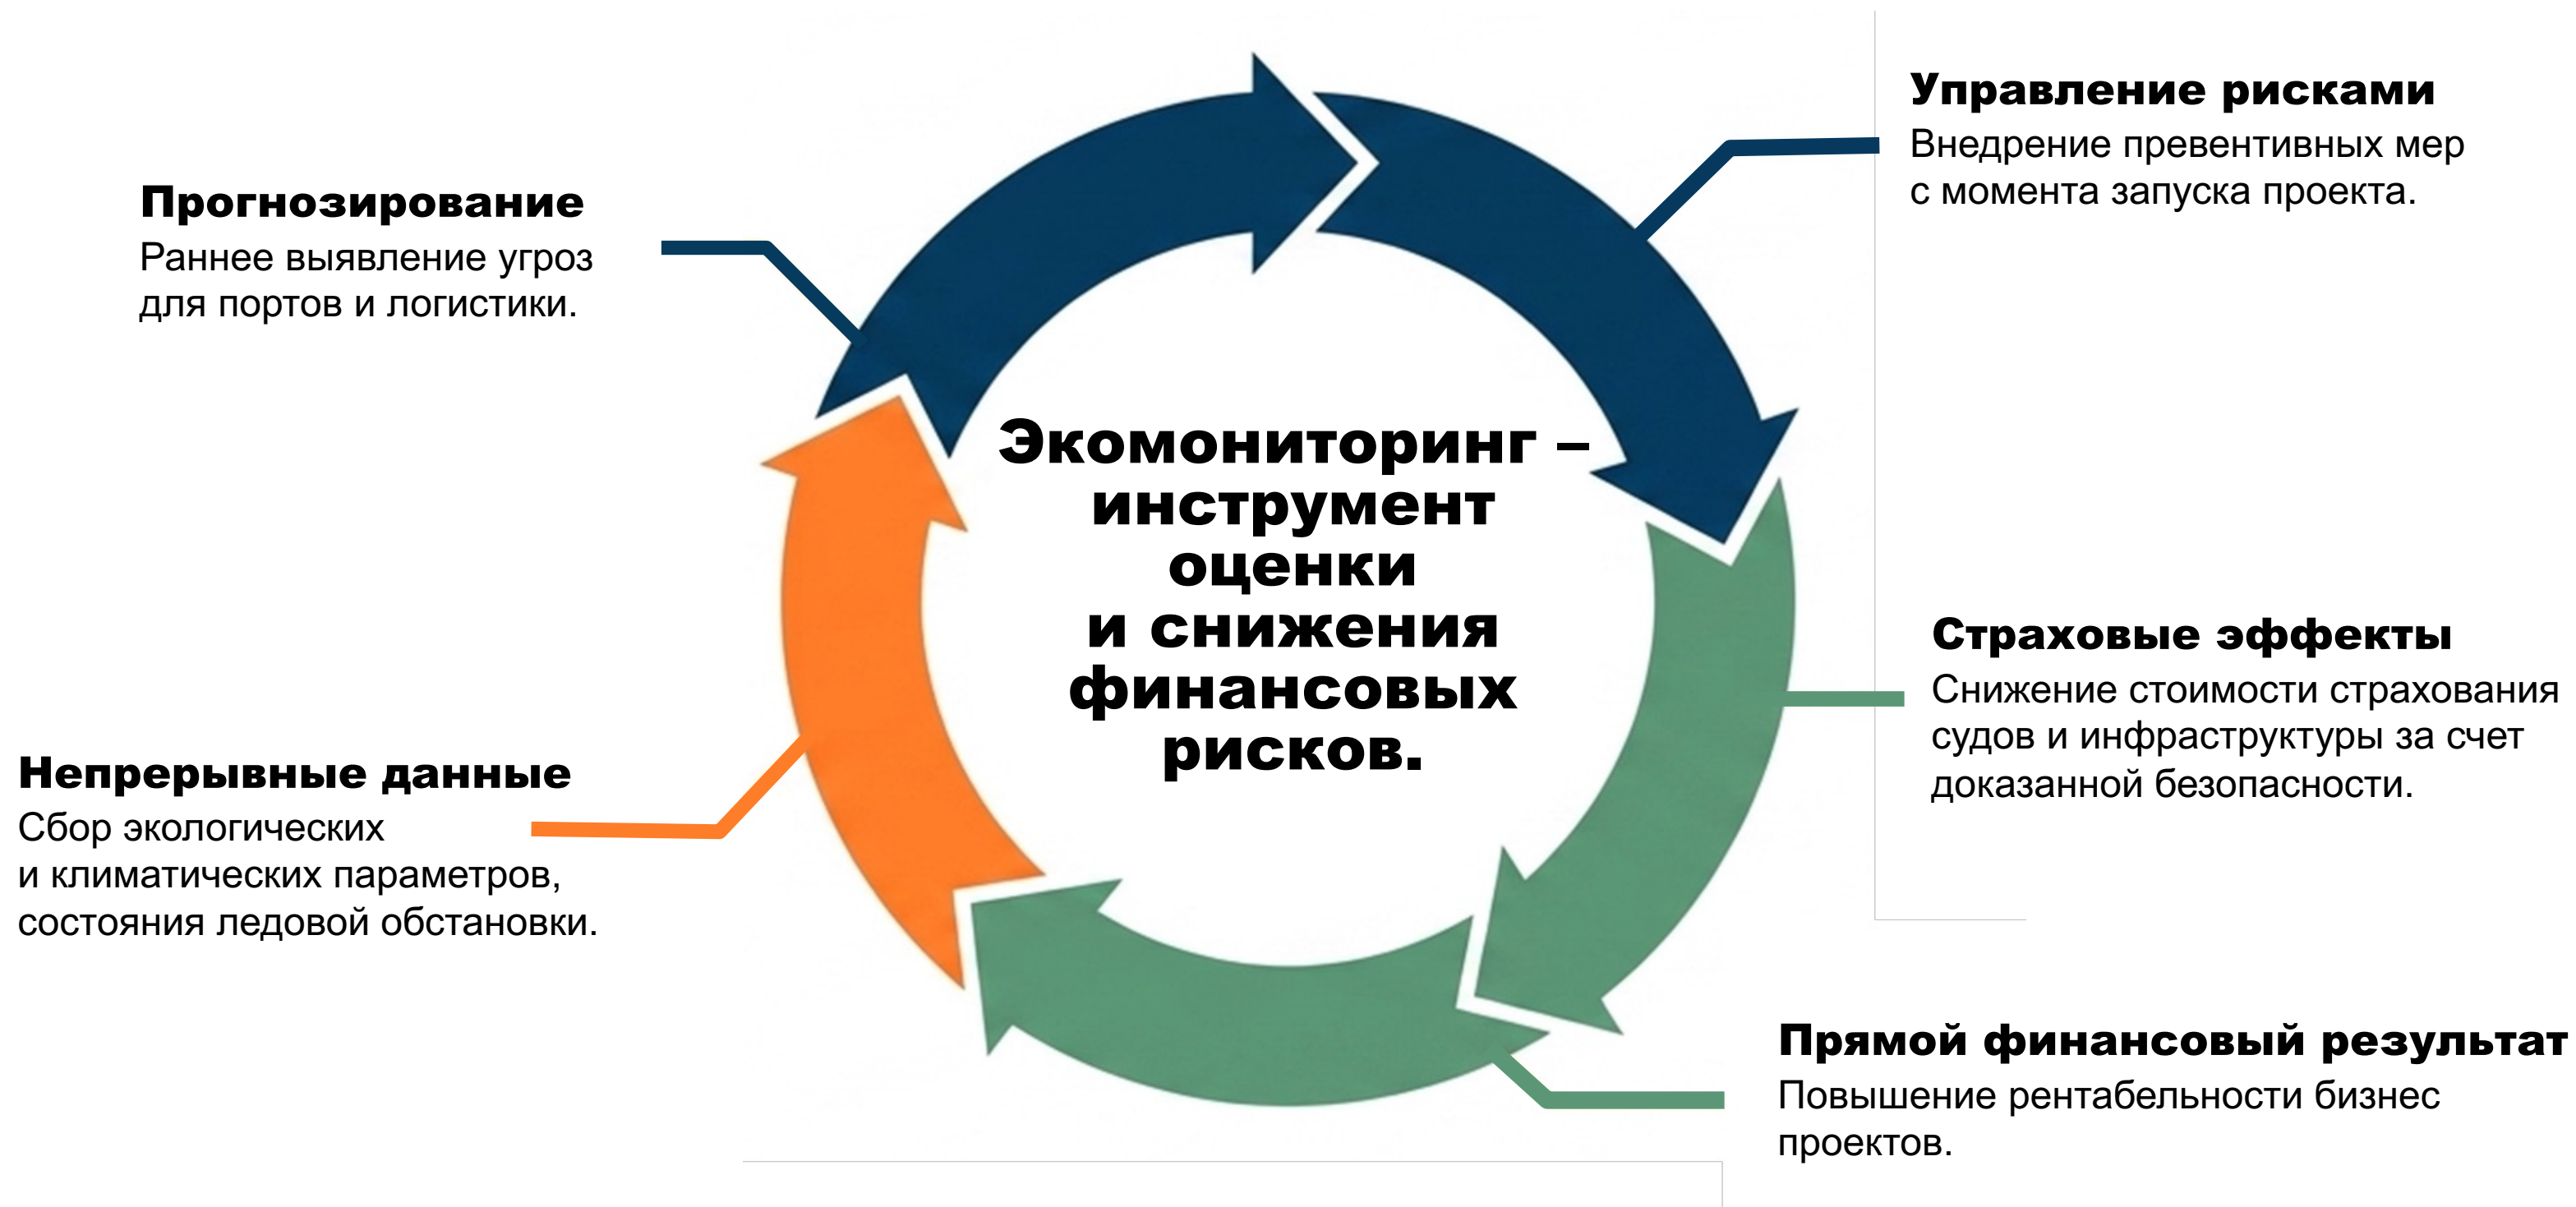 Управление рисками
Внедрение превентивных мер
с момента запуска проекта.
Прогнозирование
Раннее выявление угроз
для портов и логистики.
Экомониторинг –
инструмент
оценки
и снижения
финансовых
рисков.
Страховые эффекты
Снижение стоимости страхования
судов и инфраструктуры за счет
доказанной безопасности.
Непрерывные данные
Сбор экологических
и климатических параметров,
состояния ледовой обстановки.
Прямой финансовый результат
Повышение рентабельности бизнес
проектов.